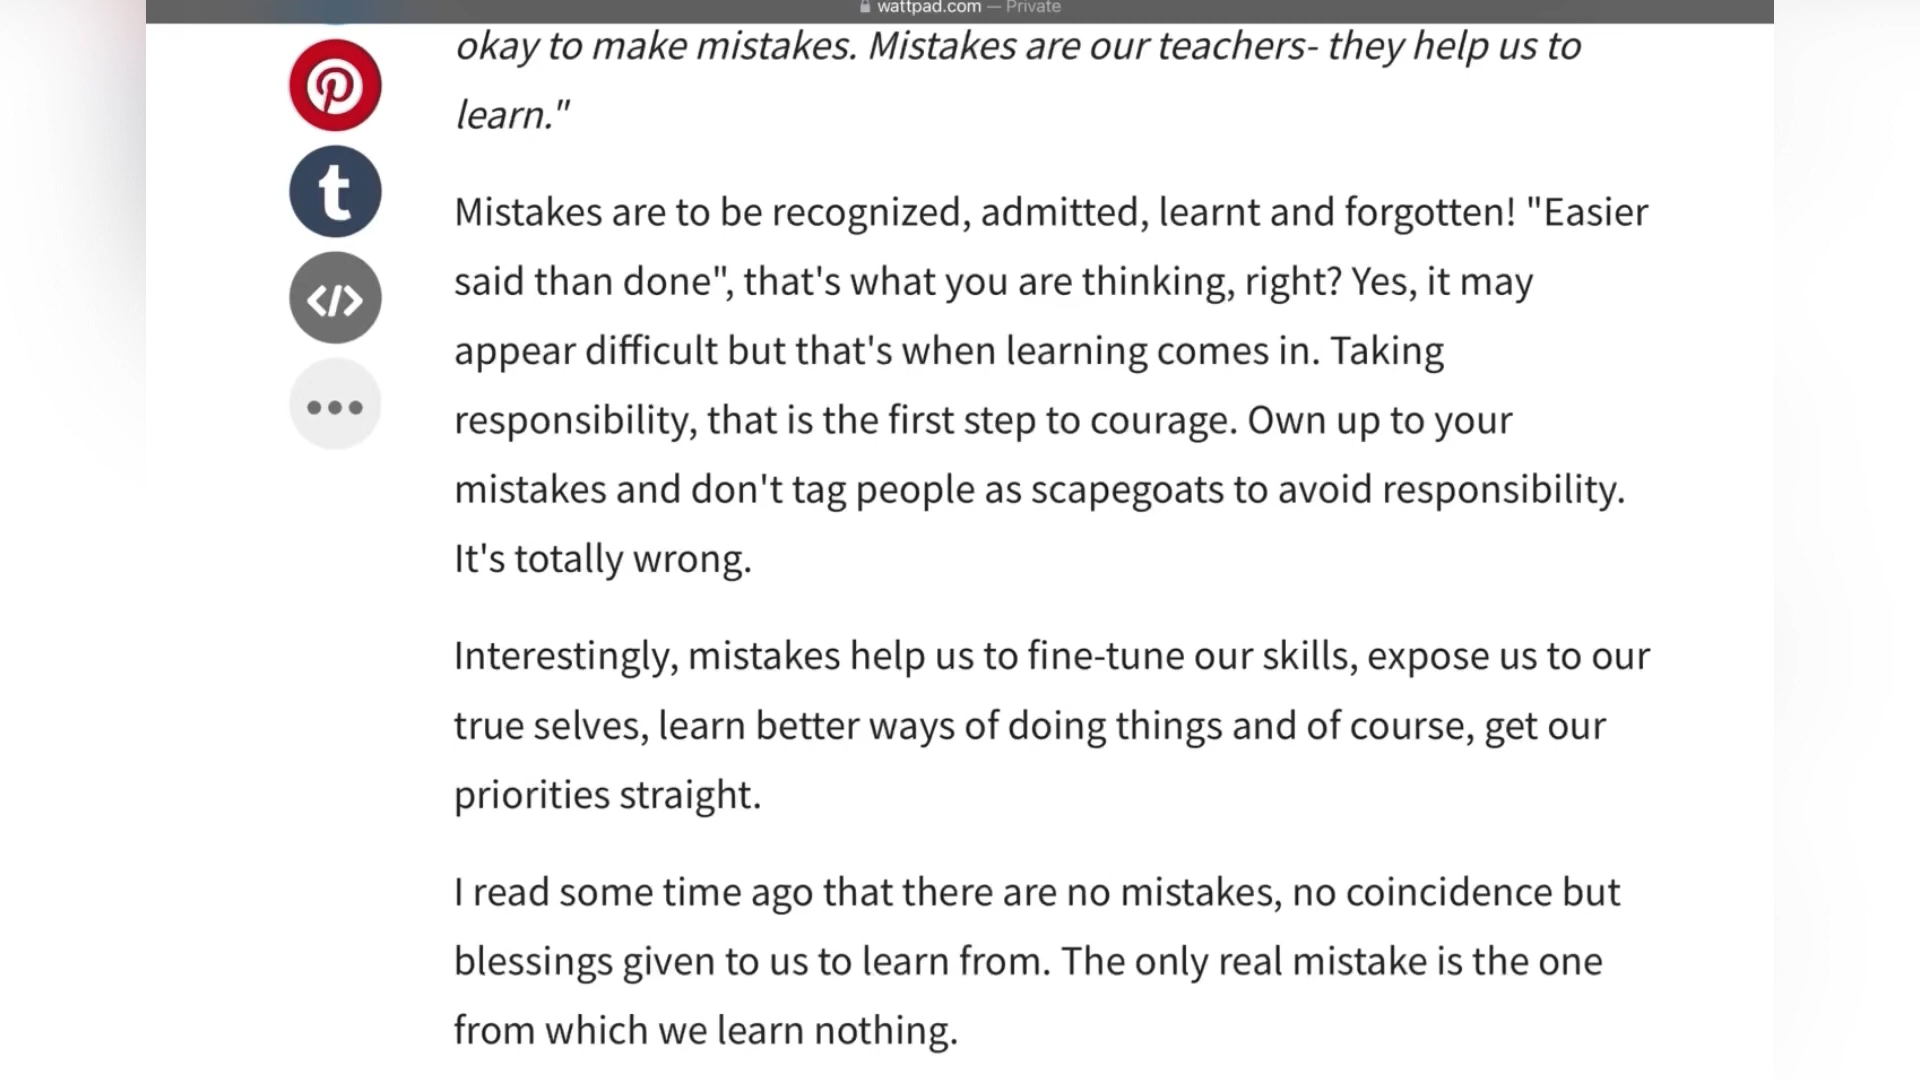 wattpad.com — Private
okay to make mistakes. Mistakes are our teachers- they help us to
learn."
Mistakes are to be recognized, admitted, learnt and forgotten! "Easier
said than done", that's what you are thinking, right? Yes, it may
appear difficult but that's when learning comes in. Taking
responsibility, that is the first step to courage. Own up to your
mistakes and don't tag people as scapegoats to avoid responsibility.
It's totally wrong.
Interestingly, mistakes help us to fine-tune our skills, expose us to our
true selves, learn better ways of doing things and of course, get our
priorities straight.
I read some time ago that there are no mistakes, no coincidence but
blessings given to us to learn from. The only real mistake is the one
from which we learn nothing.